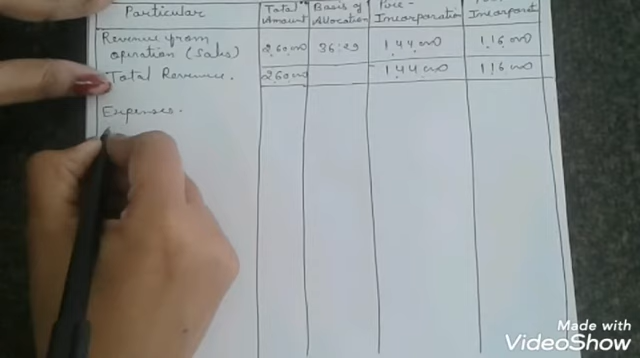 Particular Total Amount Basis of Allocation Pre- Incorporation Incorporat
Revenue from
operation (Sales) 2,60,000 36:29 1,44,000 1,16,000
Total Revenue. 2,60,000 1,44,000 1,16,000
Expenses.
Made with
VideoShow